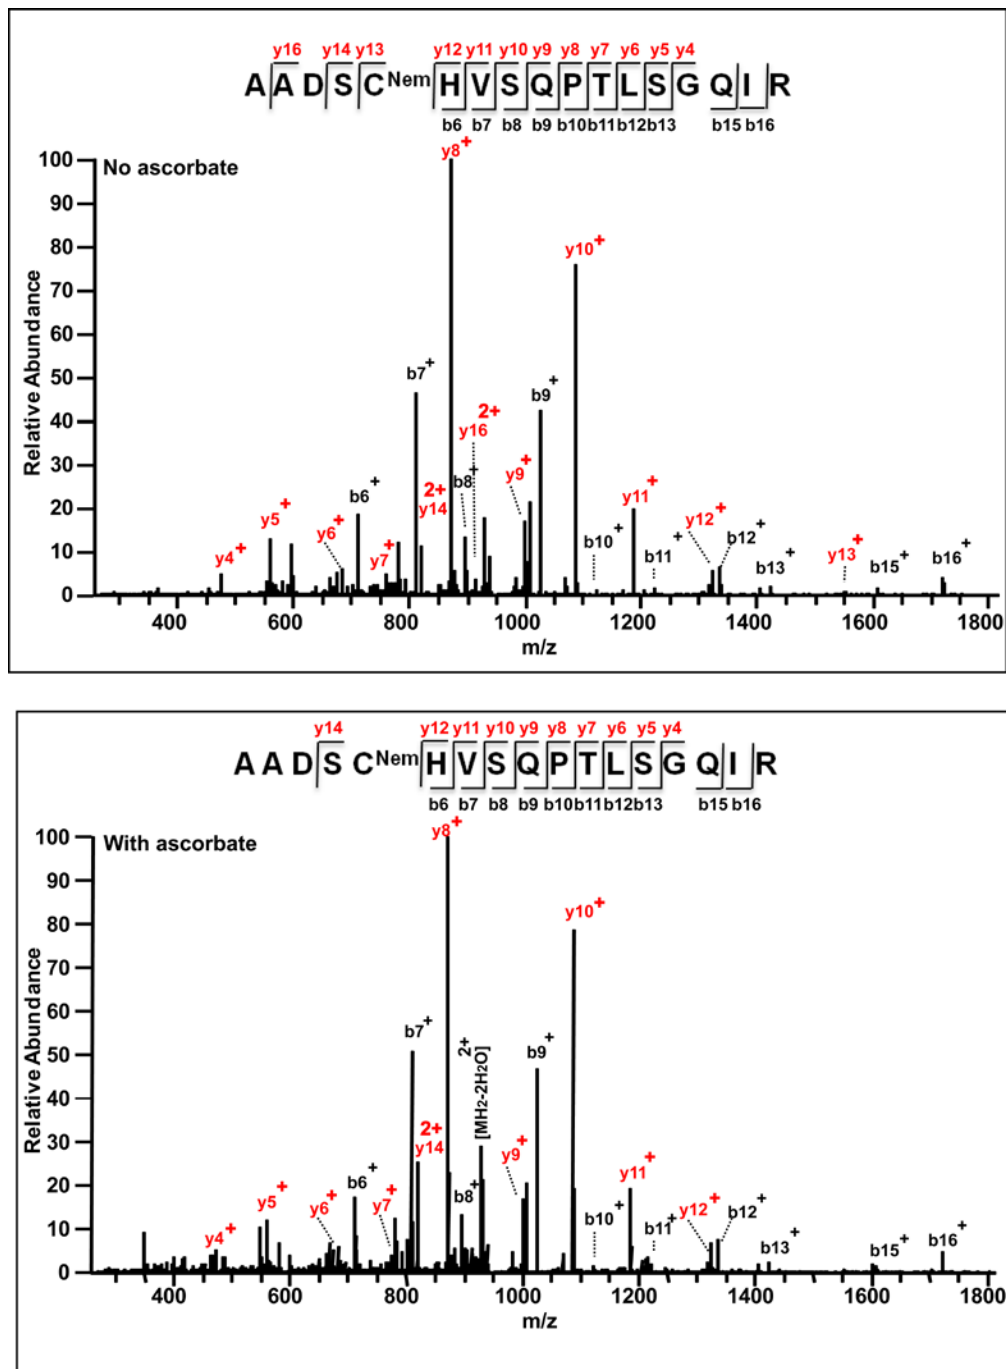 y16 y14 y13 y12 y11 y10 y9 y8 y7 y6 y5 y4
A A D S C Nem H V S Q P T L S G Q I R
b6 b7 b8 b9 b10 b11 b12 b13 b15 b16
No ascorbate
y8+
y10+
b7+
b9+
y16 2+
y9+
b8+
y14 2+
b6+
y5+
y6+
y4+
y7+
y11+
y12+
b12+
b10+
b11+
b13+
y13+
b15+
b16+
Relative Abundance
100
90
80
70
60
50
40
30
20
10
0
400 600 800 1000 1200 1400 1600 1800
m/z
y14 y12 y11 y10 y9 y8 y7 y6 y5 y4
A A D S C Nem H V S Q P T L S G Q I R
b6 b7 b8 b9 b10 b11 b12 b13 b15 b16
With ascorbate
y8+
y10+
b7+
[MH2-2H2O] 2+
b9+
y14 2+
y9+
b6+
y5+
y6+
y7+
b8+
y4+
y11+
b10+
b11+
y12+
b12+
b13+
b15+
b16+
Relative Abundance
100
90
80
70
60
50
40
30
20
10
0
400 600 800 1000 1200 1400 1600 1800
m/z